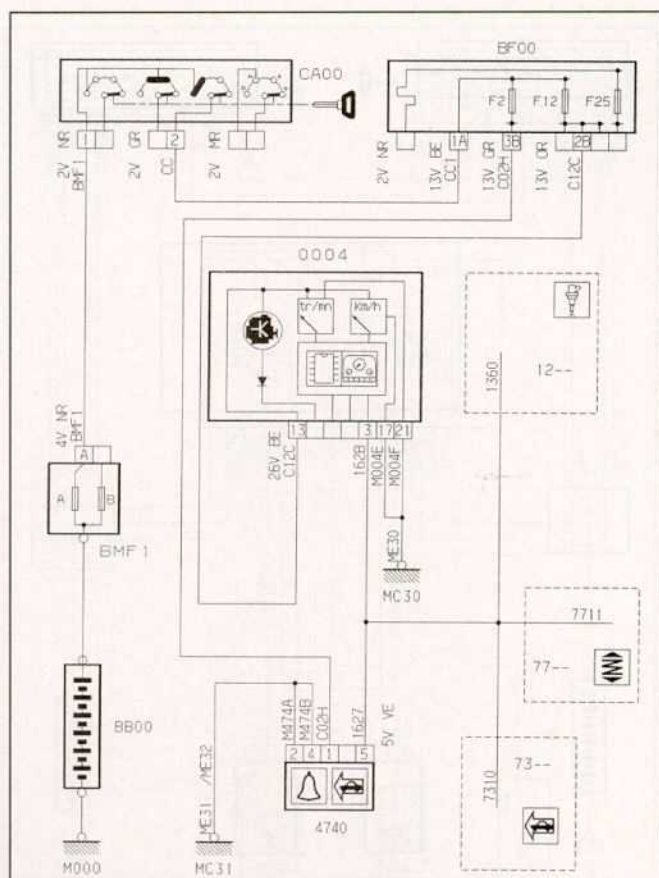 CA00
BF00
F2 F12 F25
1 2
1A 3B 2B
2V NR
BMF1
2V GR
CC
2V MR
2V NR
13V BE
CC1
13V GR
C02H
13V OR
C12C
0004
tr/mn km/h
K
13 3 17 21
26V BE
C12C
162B
M004E
M004F
ME30
MC30
1360
12--
4V NR
BMF1
A
A B
BMF1
7711
77--
BB00
M474A
M474B
C02H
1627
5V VE
2 4 1 5
4740
ME31 /ME32
MC31
M000
73--
7310